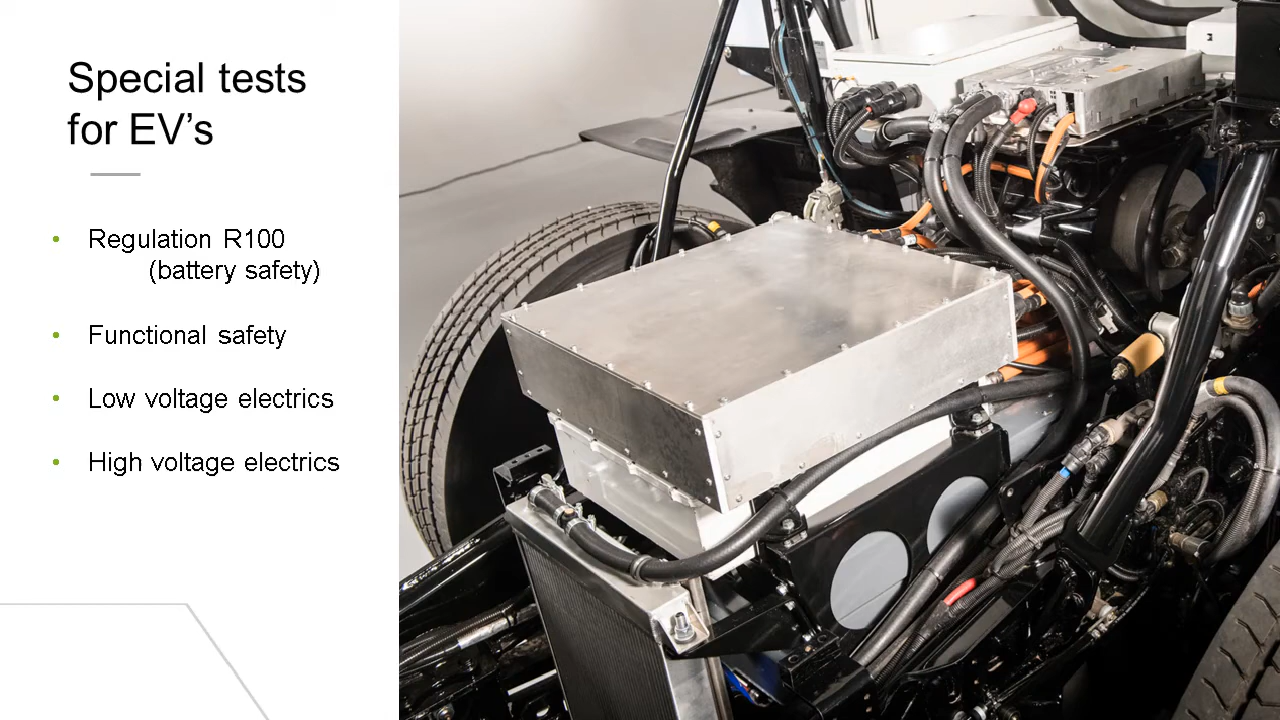 Special tests
for EV’s
• Regulation R100
(battery safety)
• Functional safety
• Low voltage electrics
• High voltage electrics